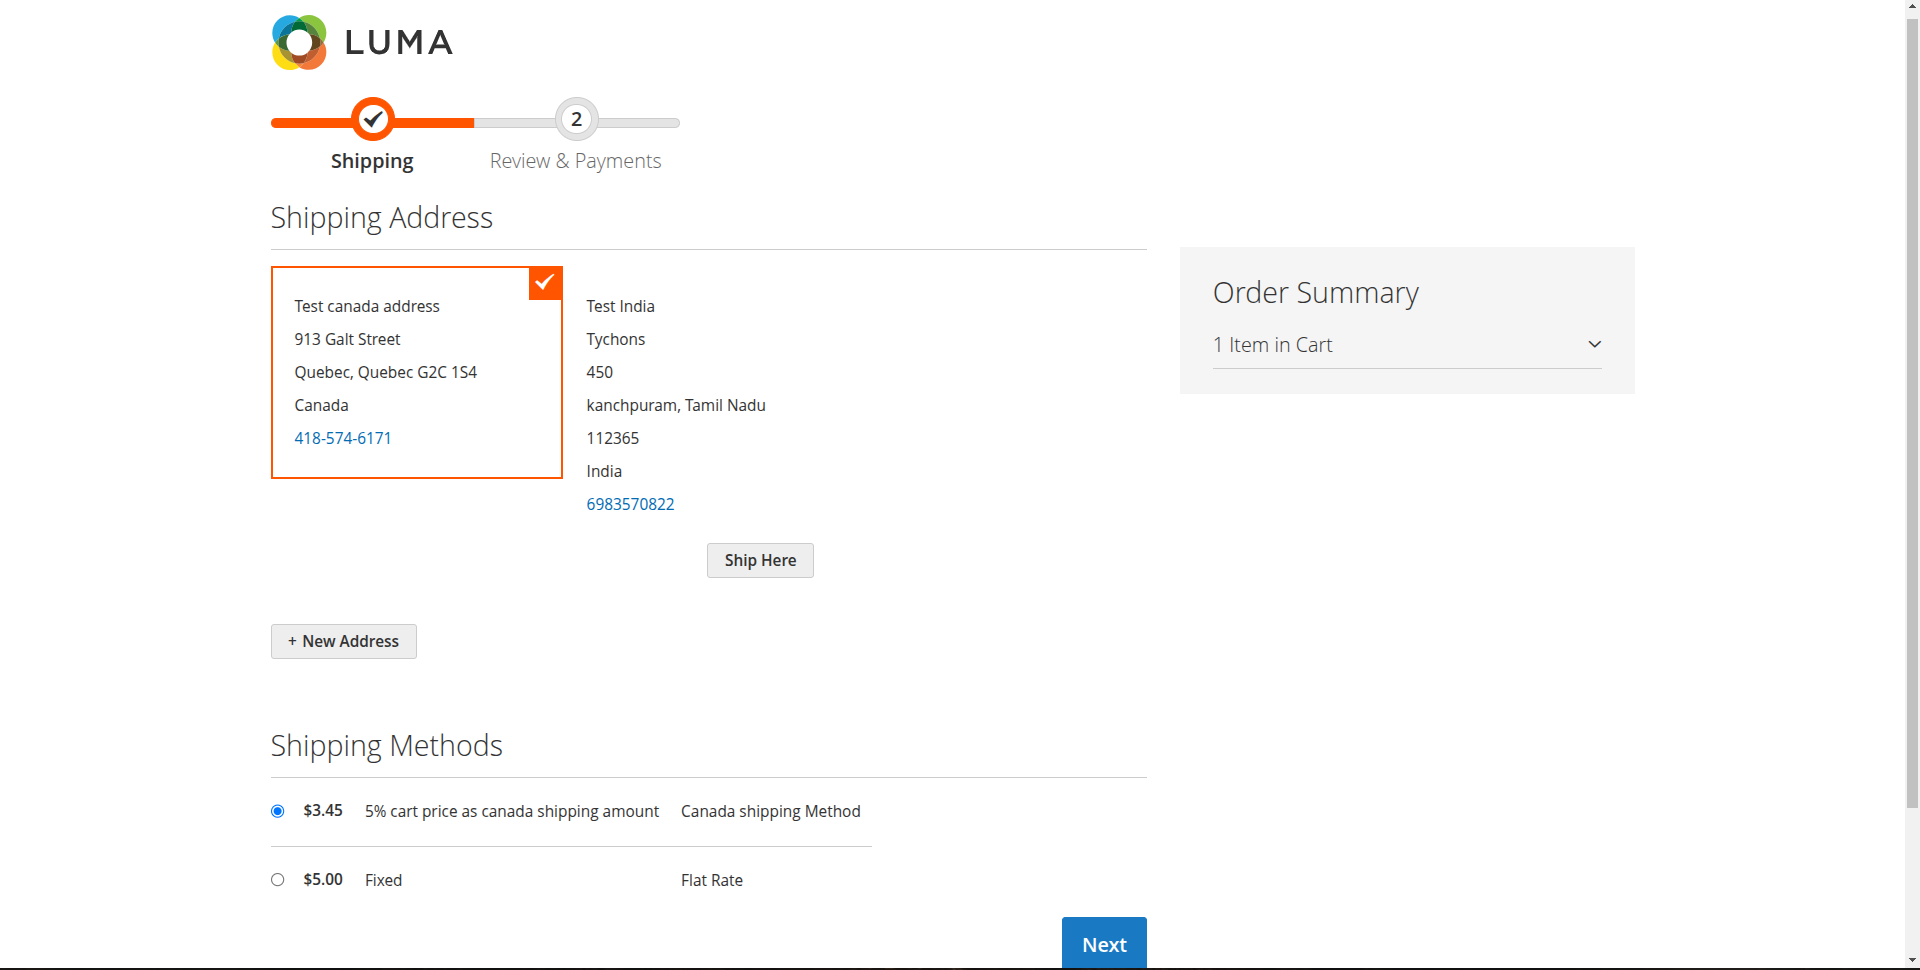 LUMA
2
Shipping
Review & Payments
Shipping Address
Test canada address
913 Galt Street
Quebec, Quebec G2C 1S4
Canada
418-574-6171
Test India
Tychons
450
kanchpuram, Tamil Nadu
112365
India
6983570822
Ship Here
+ New Address
Order Summary
1 Item in Cart
Shipping Methods
$3.45 5% cart price as canada shipping amount Canada shipping Method
$5.00 Fixed Flat Rate
Next